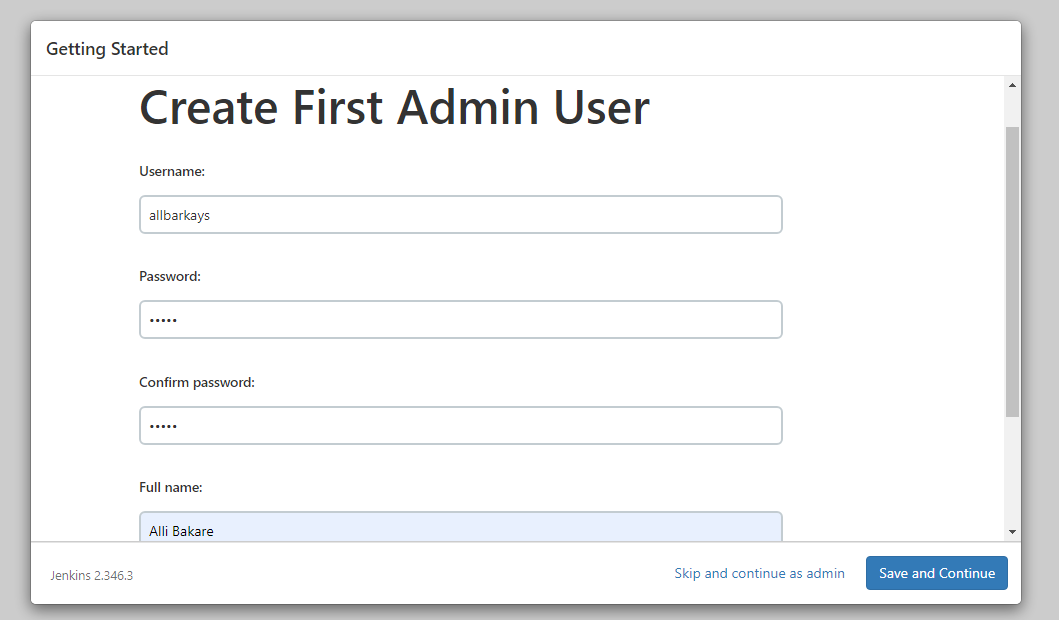 Getting Started
Create First Admin User
Username:
allbarkays
Password:
•••••
Confirm password:
•••••
Full name:
Alli Bakare
Jenkins 2.346.3
Skip and continue as admin
Save and Continue